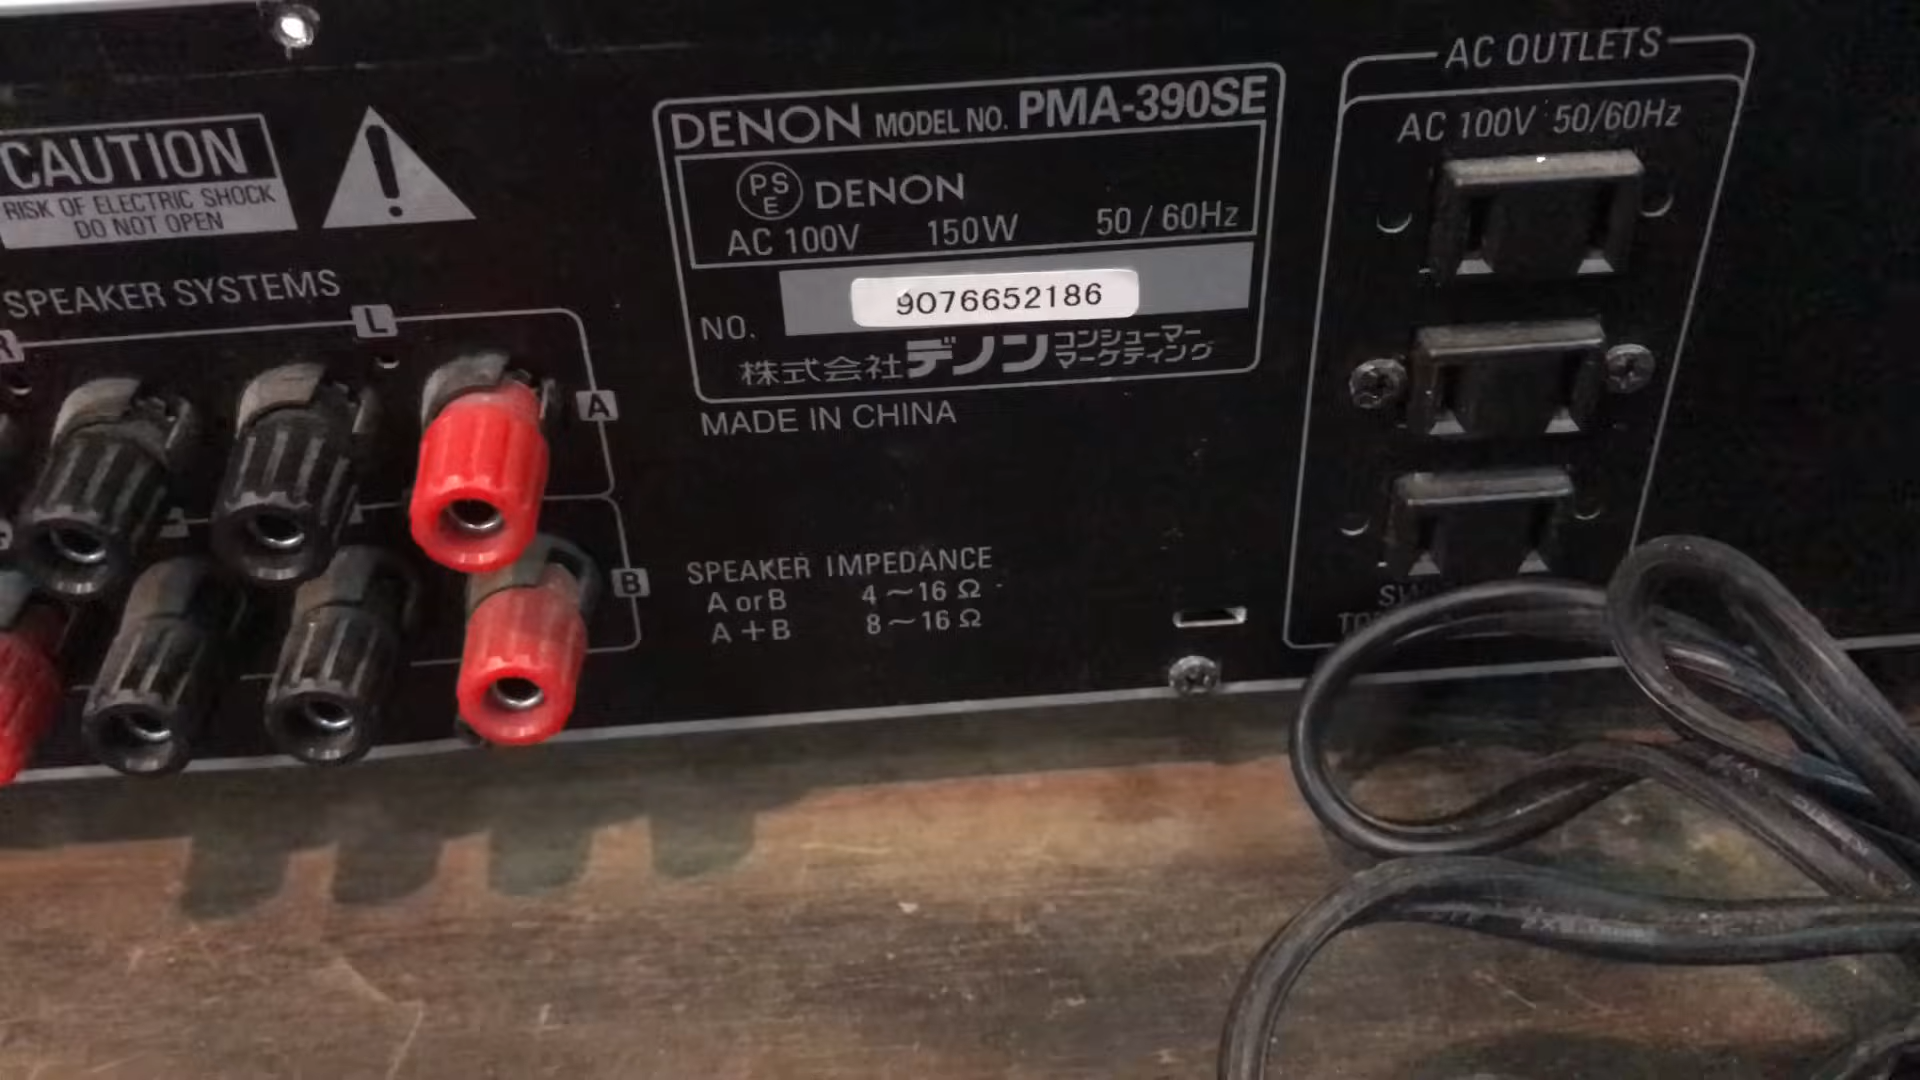 CAUTION
RISK OF ELECTRIC SHOCK
DO NOT OPEN
SPEAKER SYSTEMS
R
L
A
B
DENON MODEL NO. PMA-390SE
PSE DENON
AC 100V 150W 50/60Hz
NO. 9076652186
株式会社デノン コンシューマー
マーケティング
MADE IN CHINA
SPEAKER IMPEDANCE
A or B 4~16Ω
A+B 8~16Ω
AC OUTLETS
AC 100V 50/60Hz